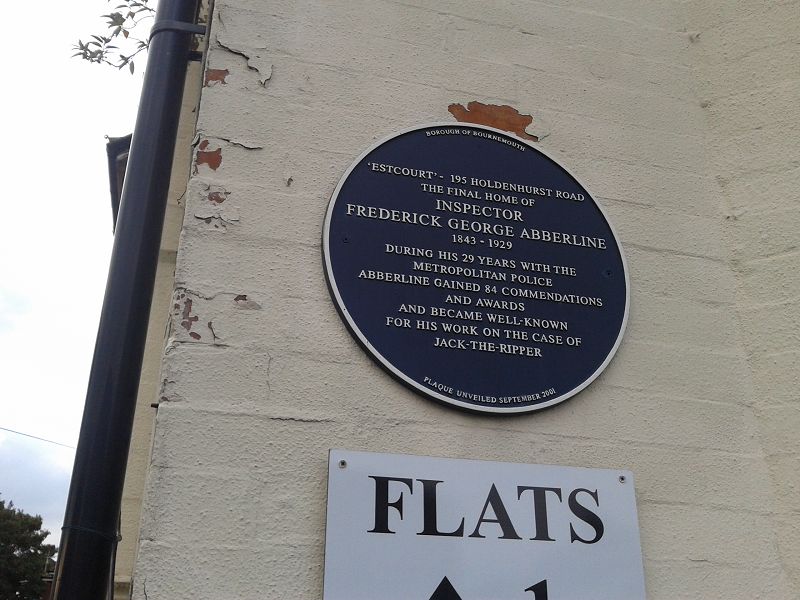 BOROUGH OF BOURNEMOUTH
'ESTCOURT' - 195 HOLDENHURST ROAD
THE FINAL HOME OF
INSPECTOR
FREDERICK GEORGE ABBERLINE
1843 - 1929
DURING HIS 29 YEARS WITH THE
METROPOLITAN POLICE
ABBERLINE GAINED 84 COMMENDATIONS
AND AWARDS
AND BECAME WELL-KNOWN
FOR HIS WORK ON THE CASE OF
JACK-THE-RIPPER
PLAQUE UNVEILED SEPTEMBER 2001
FLATS